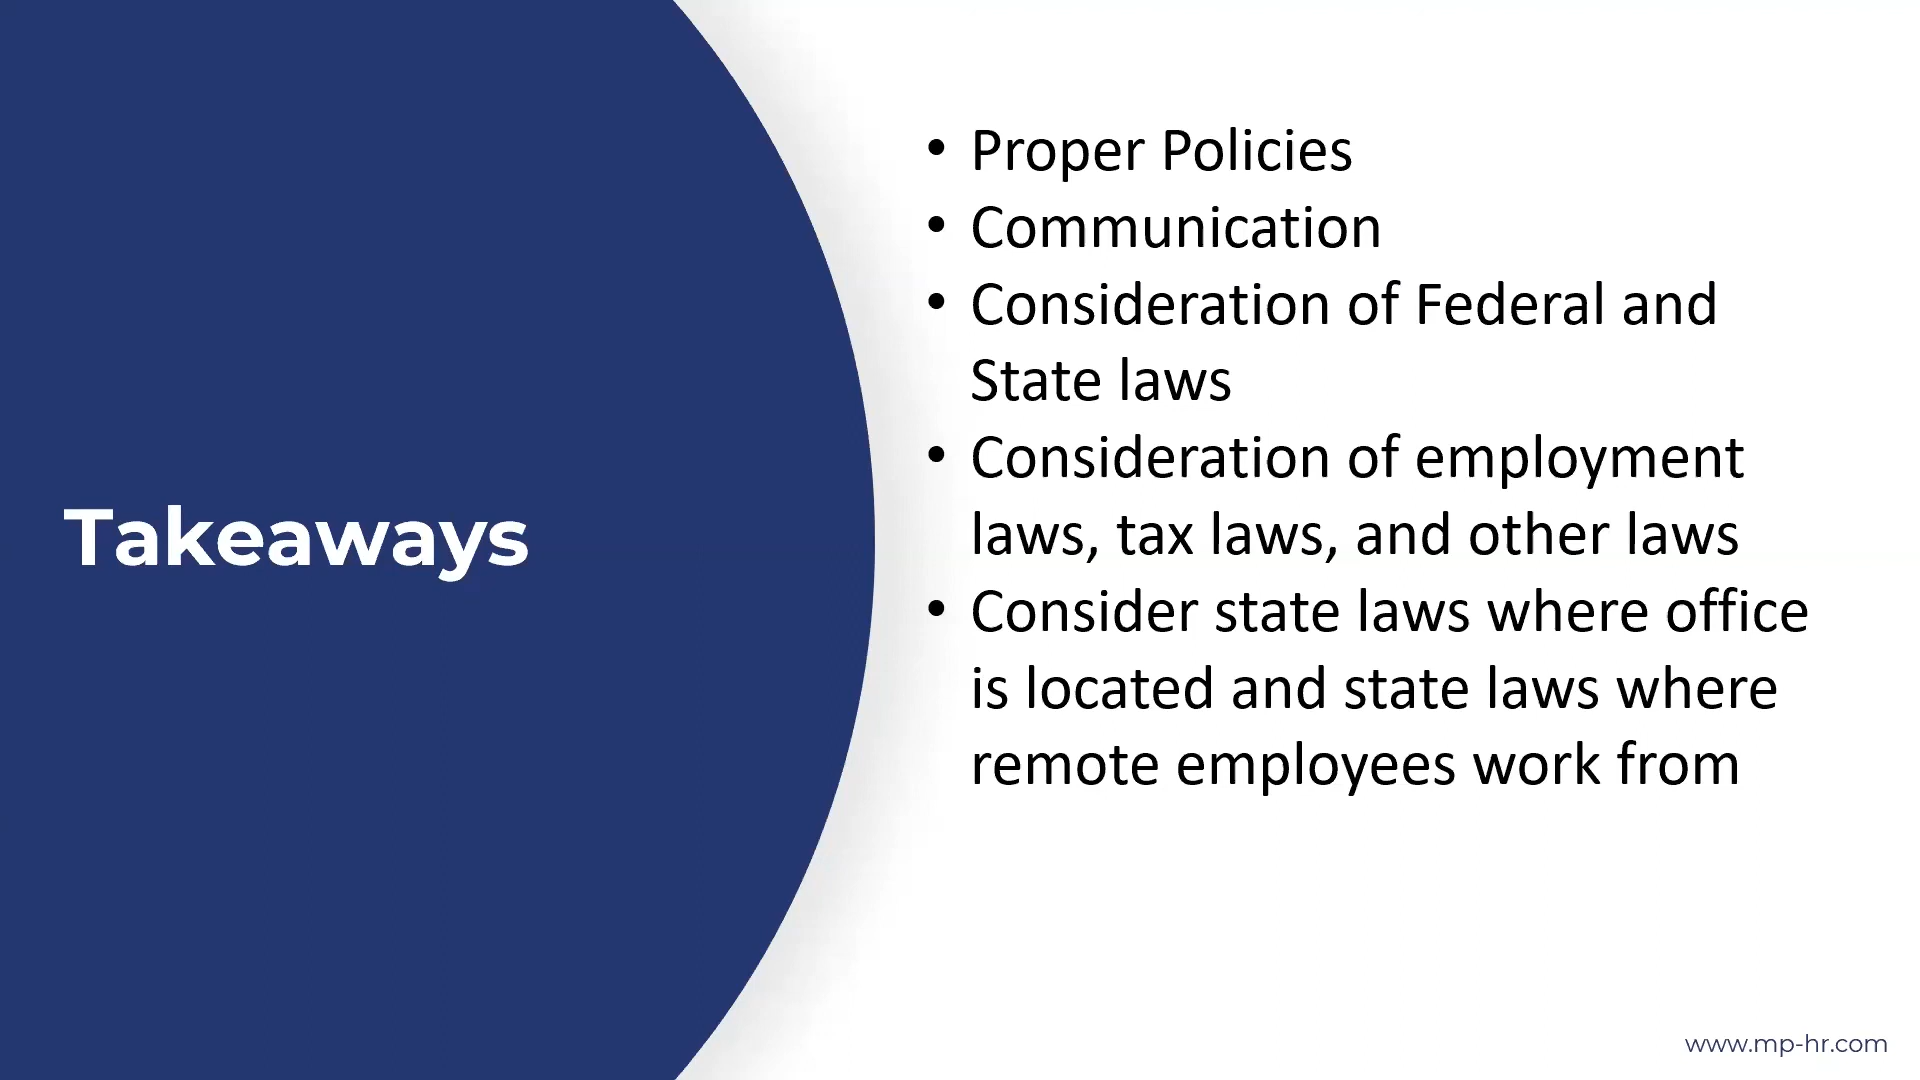 Takeaways
• Proper Policies
• Communication
• Consideration of Federal and
State laws
• Consideration of employment
laws, tax laws, and other laws
• Consider state laws where office
is located and state laws where
remote employees work from
www.mp-hr.com